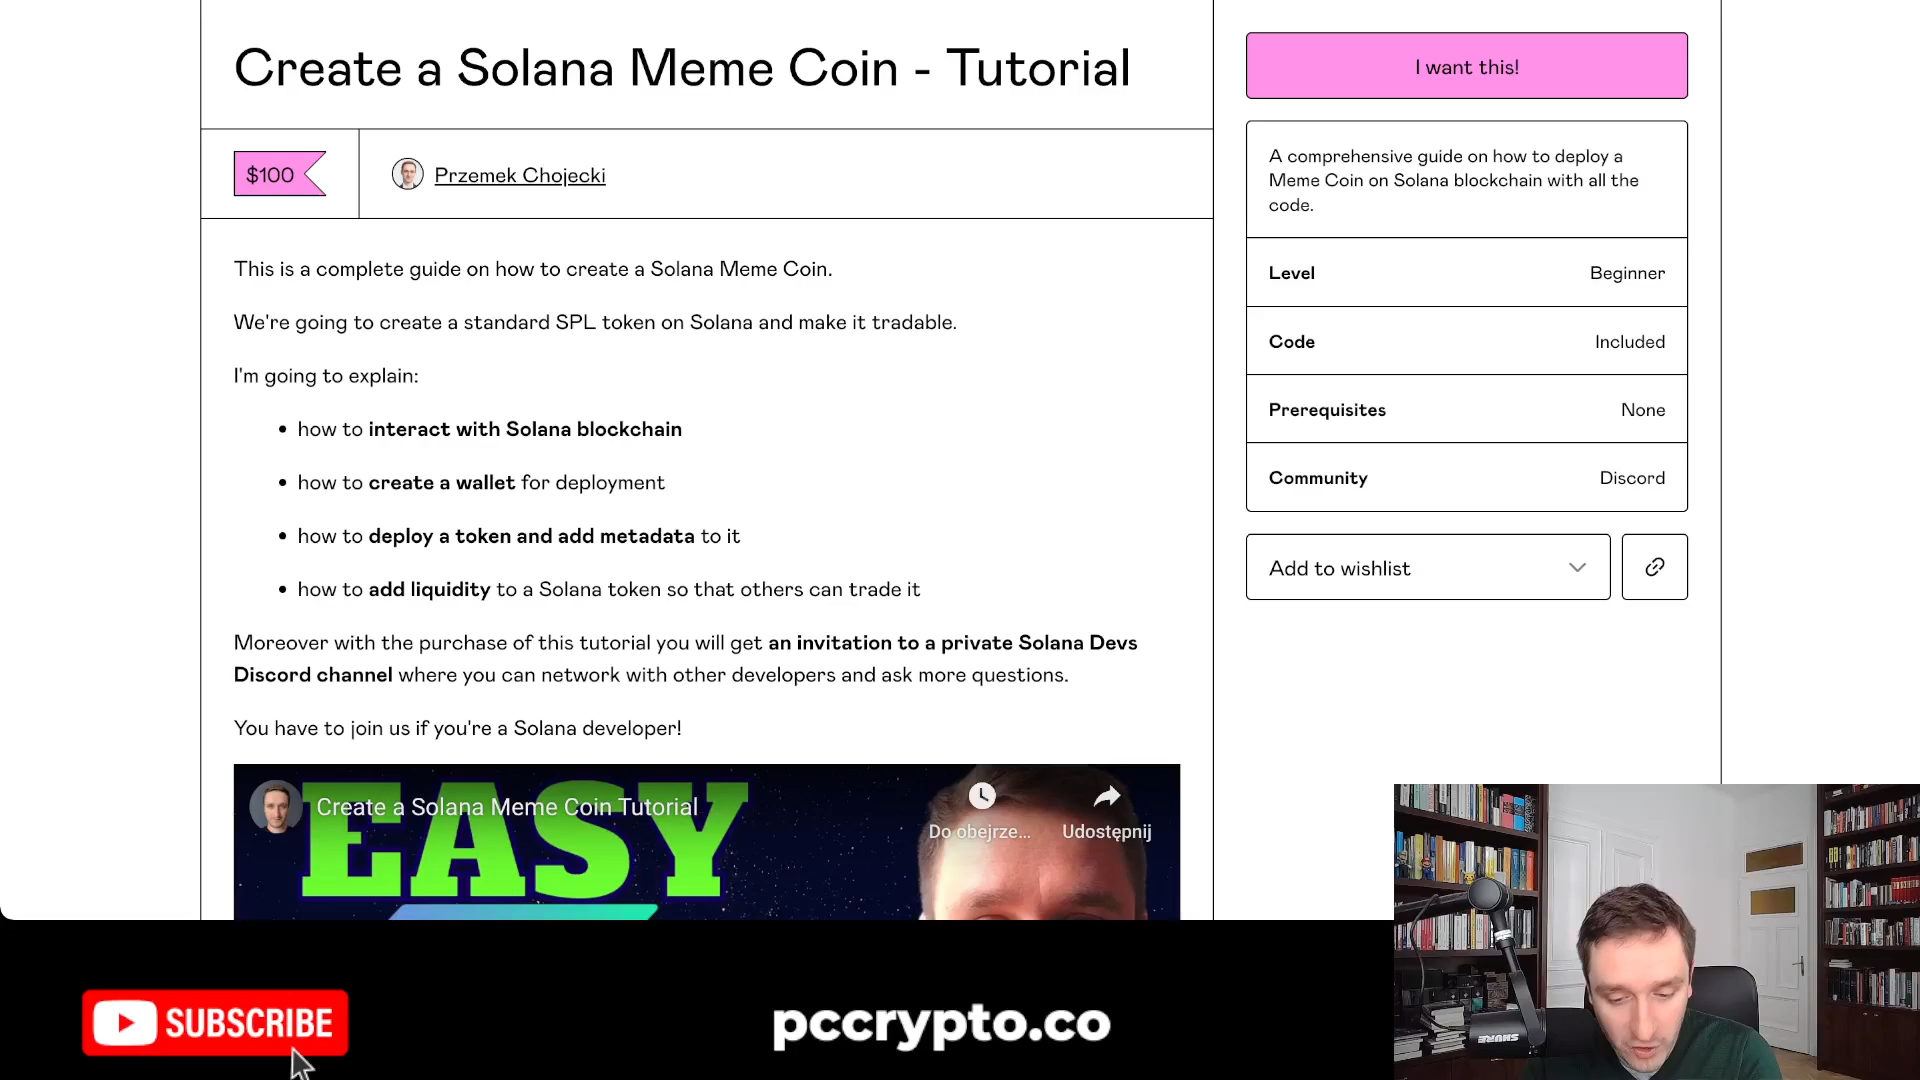 Create a Solana Meme Coin - Tutorial
$100
Przemek Chojecki
This is a complete guide on how to create a Solana Meme Coin.
We're going to create a standard SPL token on Solana and make it tradable.
I'm going to explain:
how to interact with Solana blockchain
how to create a wallet for deployment
how to deploy a token and add metadata to it
how to add liquidity to a Solana token so that others can trade it
Moreover with the purchase of this tutorial you will get an invitation to a private Solana Devs
Discord channel where you can network with other developers and ask more questions.
You have to join us if you're a Solana developer!
Create a Solana Meme Coin Tutorial
EASY
Do obejrze...
Udostępnij
I want this!
A comprehensive guide on how to deploy a
Meme Coin on Solana blockchain with all the
code.
Level Beginner
Code Included
Prerequisites None
Community Discord
Add to wishlist
SUBSCRIBE
pccrypto.co
SHURE